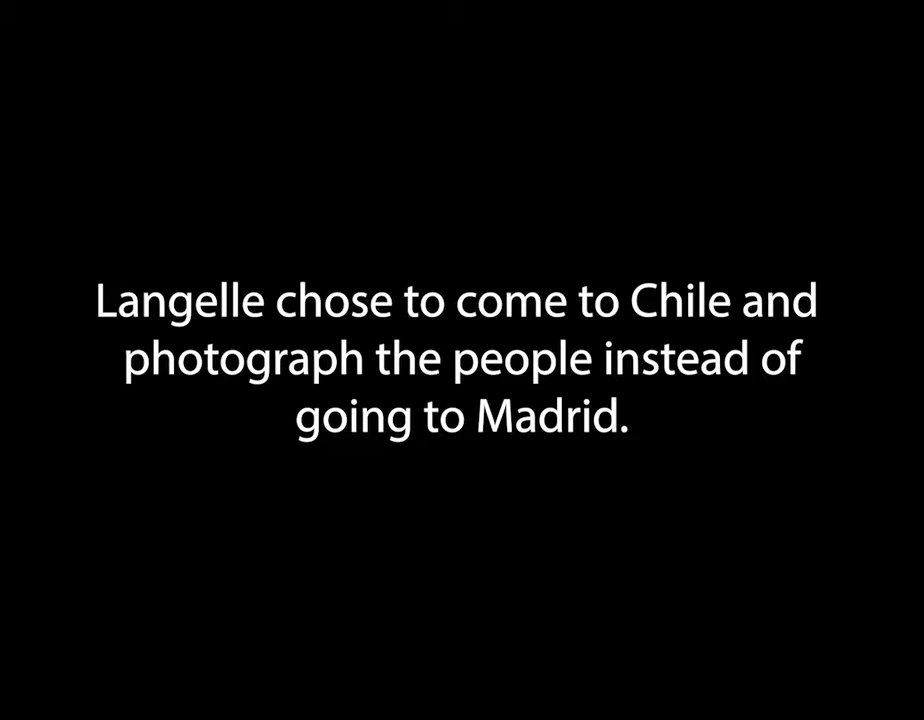 Langelle chose to come to Chile and
photograph the people instead of
going to Madrid.